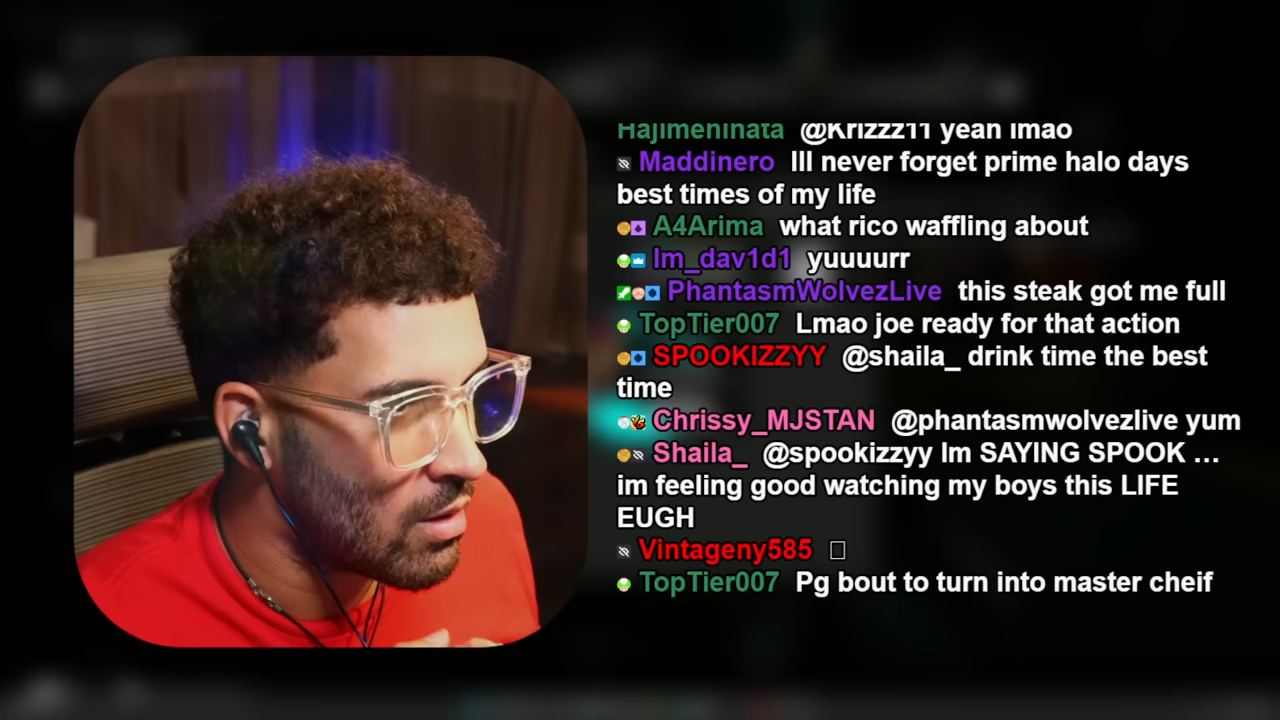 Hajimehinata @Krizzz11 yeah lmao
Maddinero Ill never forget prime halo days
best times of my life
A4Arima what rico waffling about
Im_dav1d1 yuuuurr
PhantasmWolvezLive this steak got me full
TopTier007 Lmao joe ready for that action
SPOOKIZZYY @shaila_ drink time the best
time
Chrissy_MJSTAN @phantasmwolvezlive yum
Shaila_ @spookizzyy Im SAYING SPOOK ...
im feeling good watching my boys this LIFE
EUGH
Vintageny585
TopTier007 Pg bout to turn into master cheif